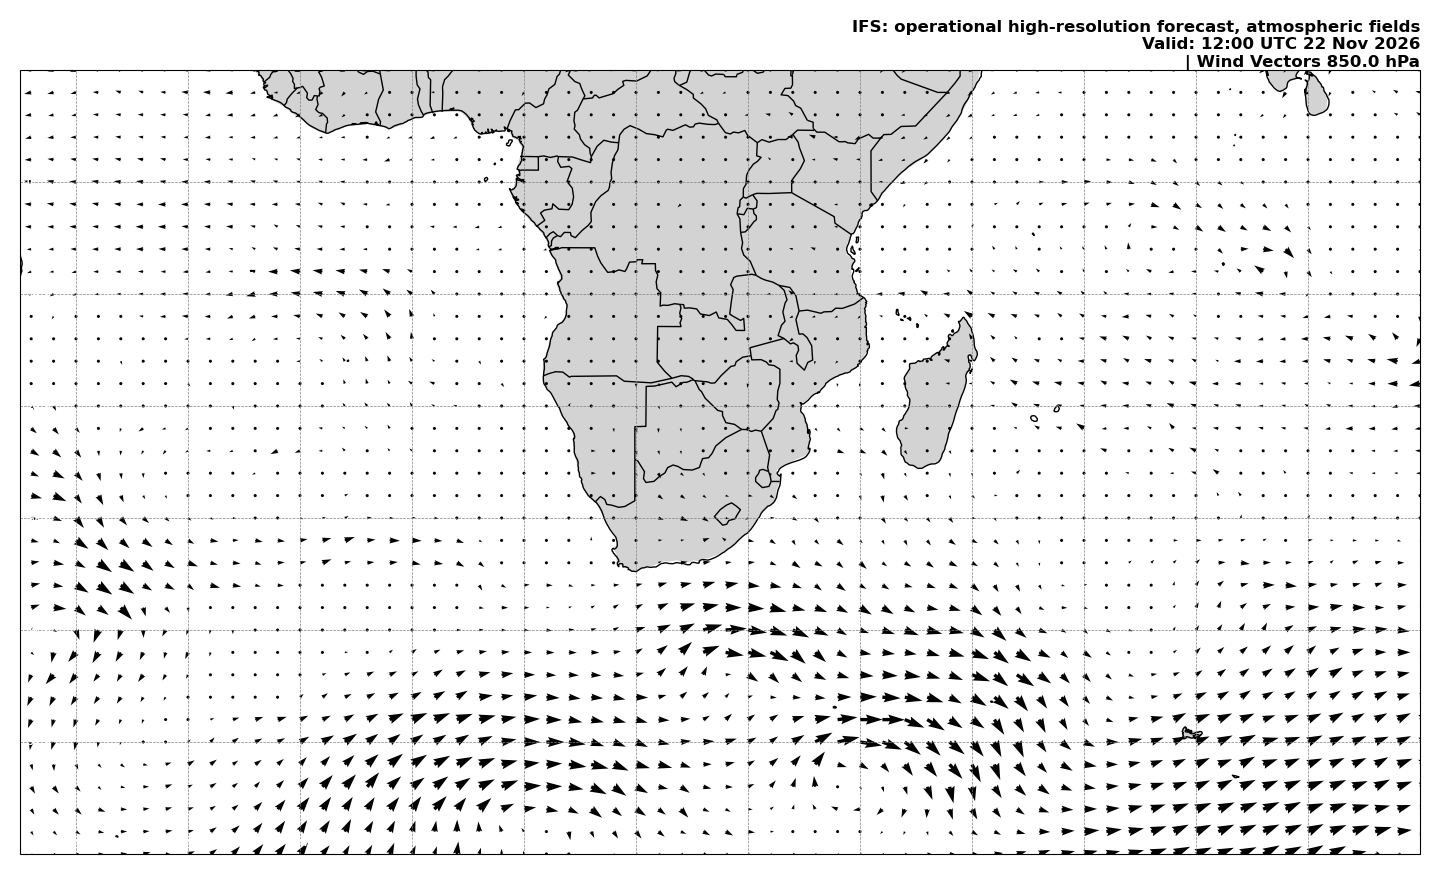 IFS: operational high-resolution forecast, atmospheric fields
Valid: 12:00 UTC 22 Nov 2026
| Wind Vectors 850.0 hPa